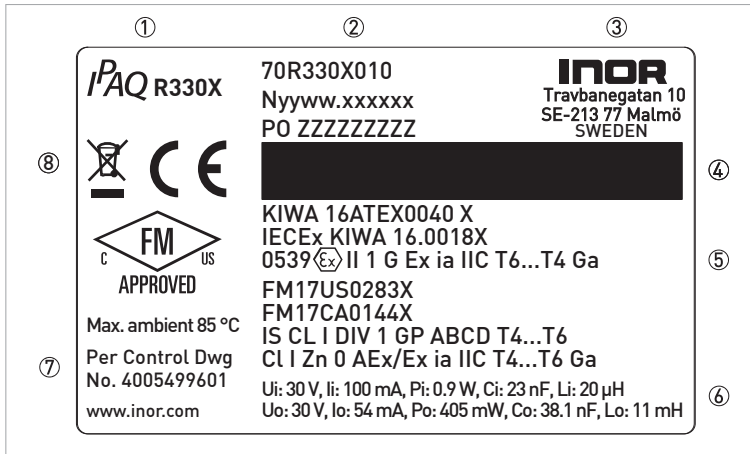 ① ② ③
IPAQ R330X
70R330X010
Nyyww.xxxxxx
PO ZZZZZZZZZ
INOR
Travbanegatan 10
SE-213 77 Malmö
SWEDEN
⑧
CE
④
FM
C US
APPROVED
KIWA 16ATEX0040 X
IECEx KIWA 16.0018X
0539 Ex II 1 G Ex ia IIC T6...T4 Ga
⑤
FM17US0283X
FM17CA0144X
IS CL I DIV 1 GP ABCD T4...T6
Cl I Zn 0 AEx/Ex ia IIC T4...T6 Ga
Max. ambient 85 °C
⑦
Per Control Dwg
No. 4005499601
www.inor.com
Ui: 30 V, Ii: 100 mA, Pi: 0.9 W, Ci: 23 nF, Li: 20 µH
Uo: 30 V, Io: 54 mA, Po: 405 mW, Co: 38.1 nF, Lo: 11 mH
⑥